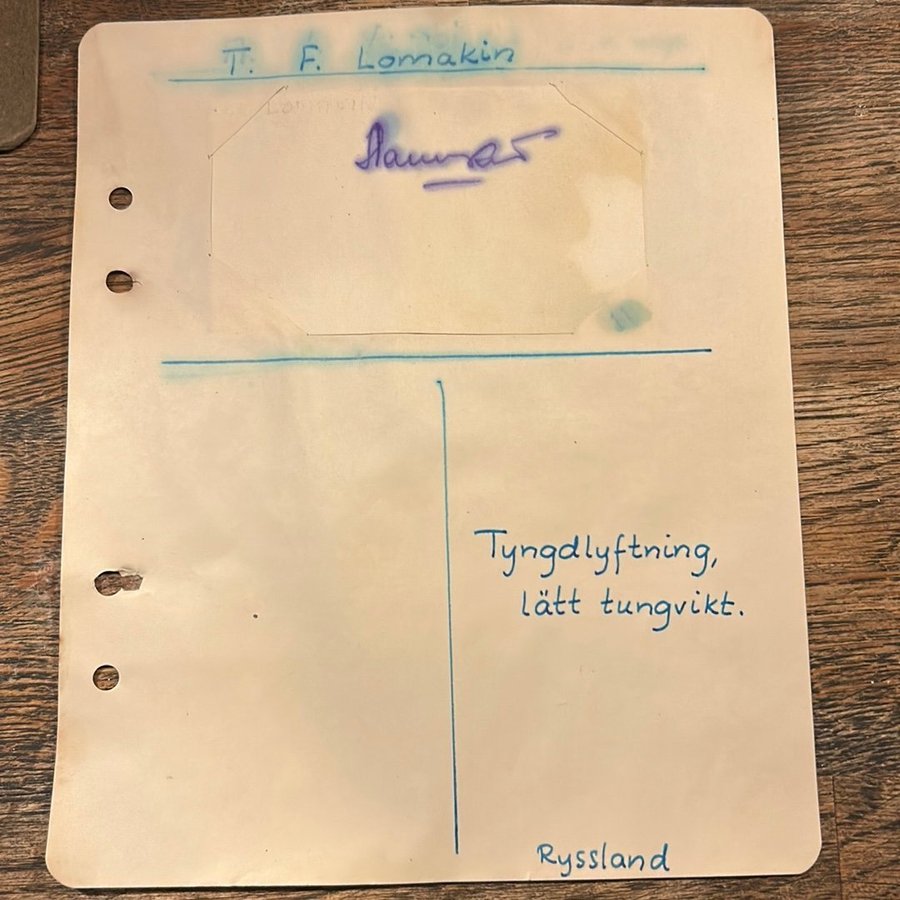 T. F. Lomakin
Tyngdlyftning,
lätt tungvikt.
Ryssland